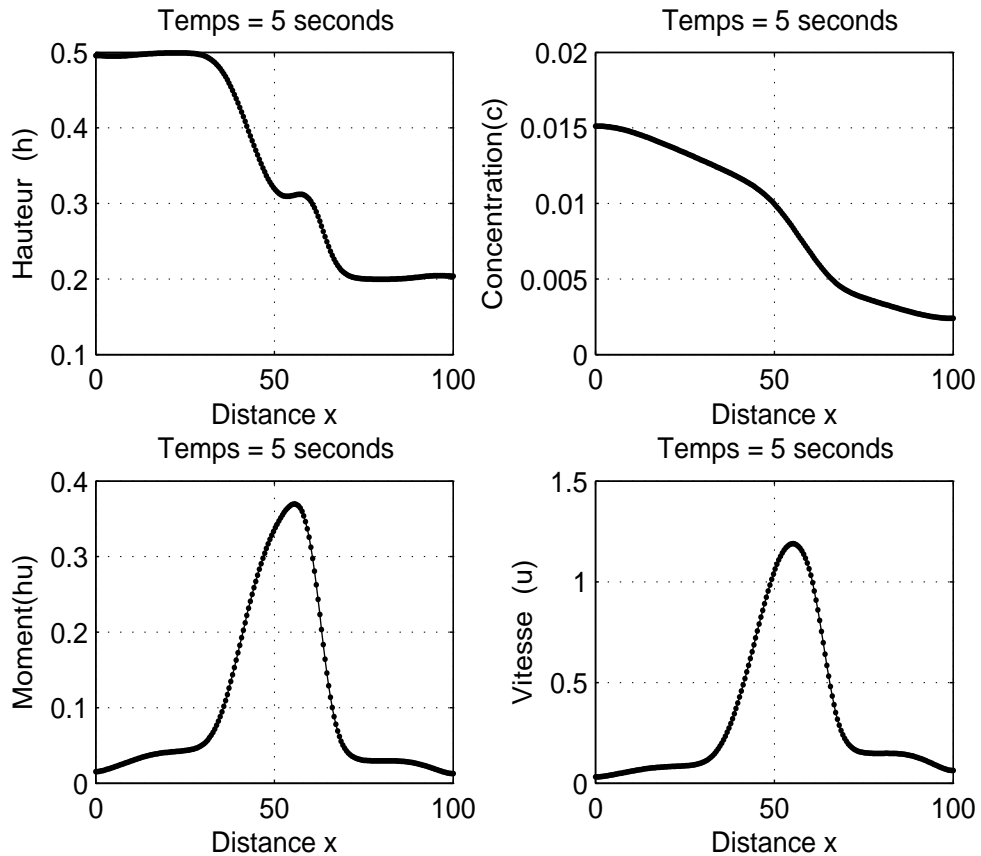 Temps = 5 seconds
Hauteur (h)
0.5
0.4
0.3
0.2
0.1
0 50 100
Distance x
Temps = 5 seconds
Concentration(c)
0.02
0.015
0.01
0.005
0
0 50 100
Distance x
Temps = 5 seconds
Moment(hu)
0.4
0.3
0.2
0.1
0
0 50 100
Distance x
Temps = 5 seconds
Vitesse (u)
1.5
1
0.5
0
0 50 100
Distance x